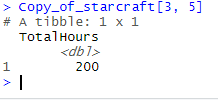 > Copy_of_starcraft[3, 5]
# A tibble: 1 x 1
  TotalHours
       <dbl>
1        200
>